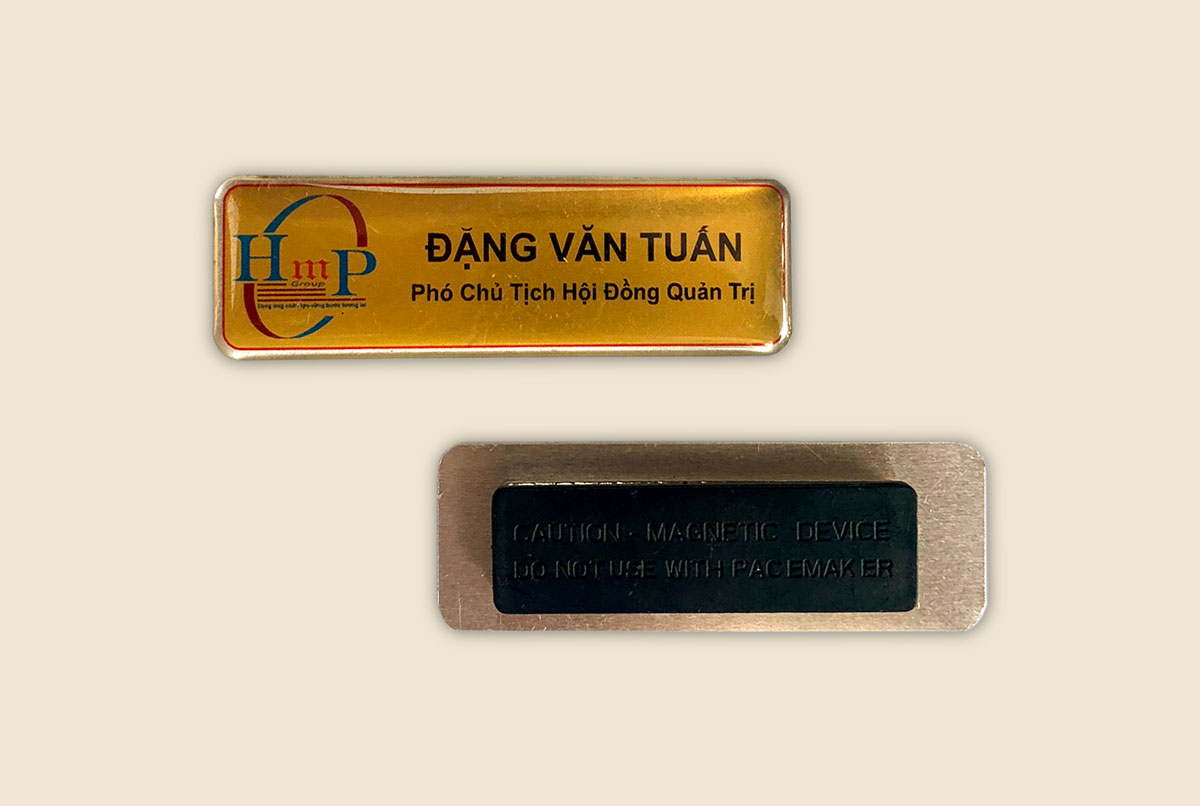 HmP
Group
ĐẶNG VĂN TUẤN
Phó Chủ Tịch Hội Đồng Quản Trị
CAUTION - MAGNETIC DEVICE
DO NOT USE WITH PACEMAKER